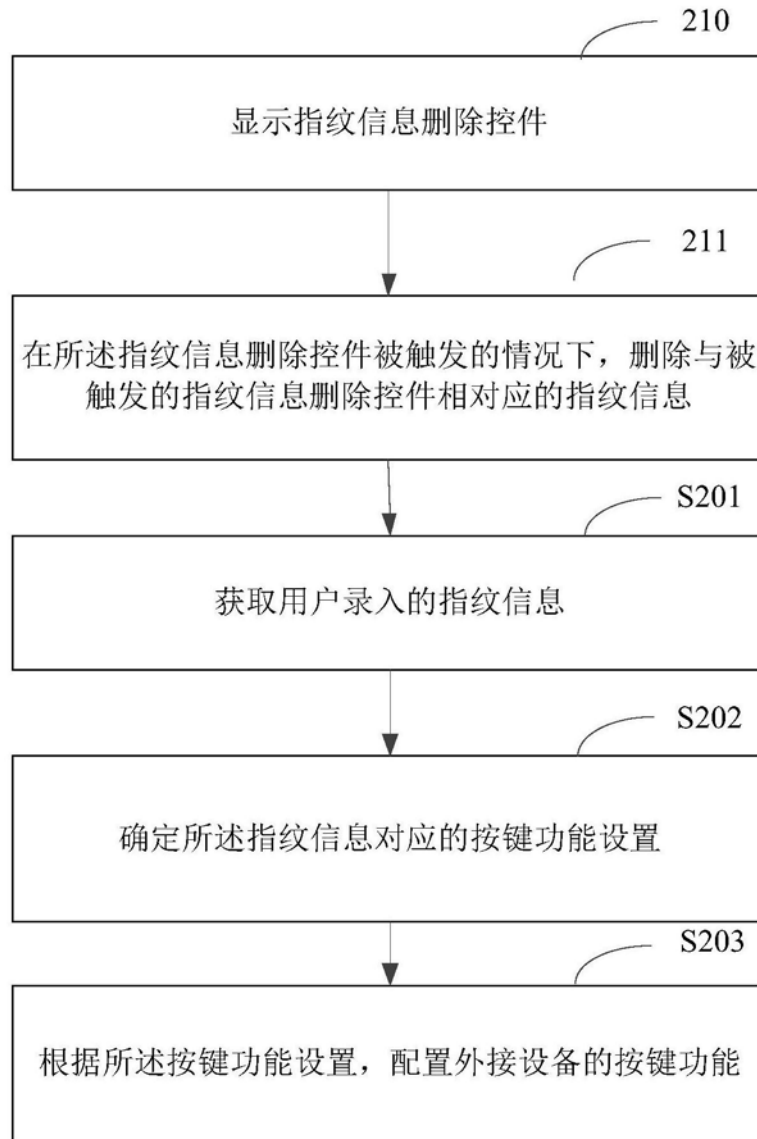 210
显示指纹信息删除控件
211
在所述指纹信息删除控件被触发的情况下，删除与被
触发的指纹信息删除控件相对应的指纹信息
S201
获取用户录入的指纹信息
S202
确定所述指纹信息对应的按键功能设置
S203
根据所述按键功能设置，配置外接设备的按键功能